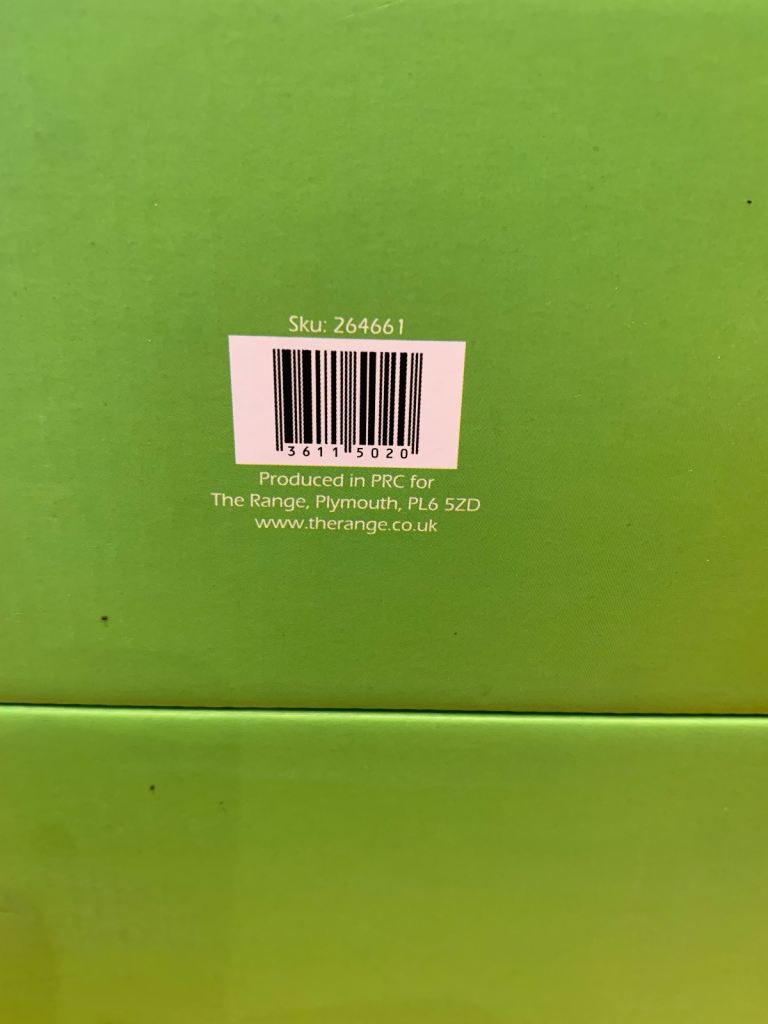 Sku: 264661
3611 5020
Produced in PRC for
The Range, Plymouth, PL6 5ZD
www.therange.co.uk